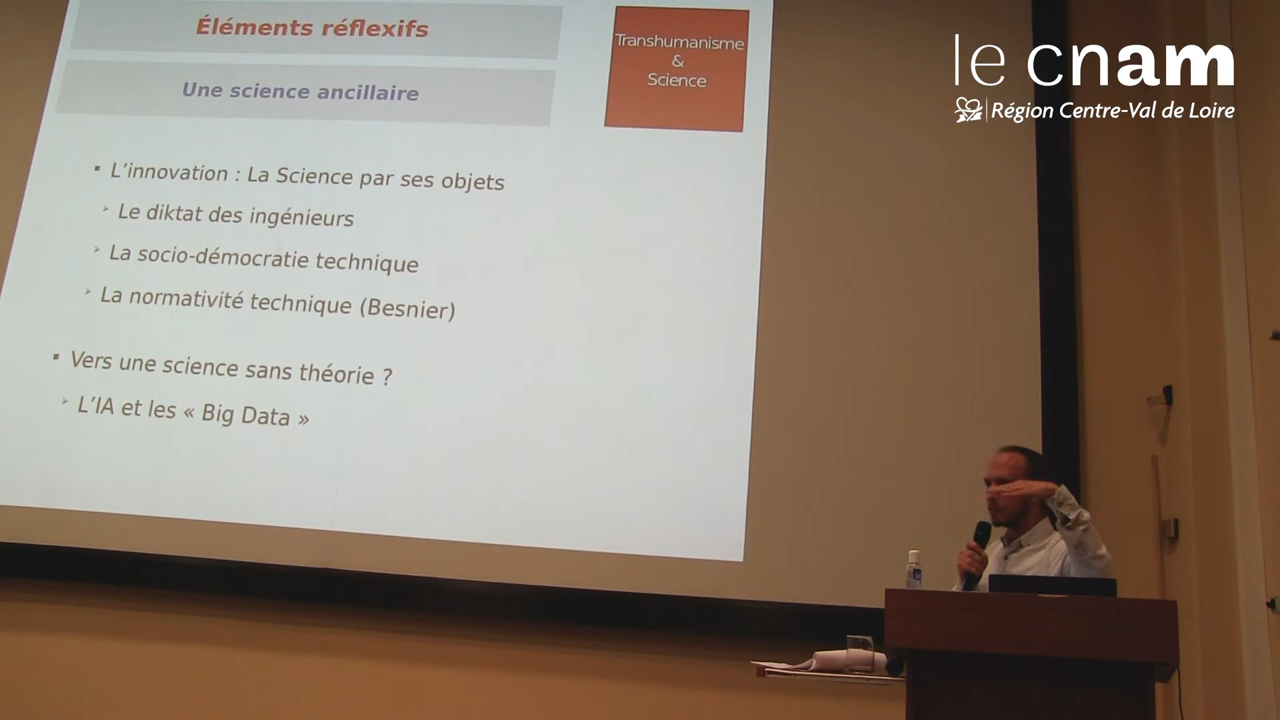 Éléments réflexifs
Une science ancillaire
Transhumanisme
&
Science
L'innovation : La Science par ses objets
Le diktat des ingénieurs
La socio-démocratie technique
La normativité technique (Besnier)
Vers une science sans théorie ?
L'IA et les « Big Data »
le cnam
Région Centre-Val de Loire